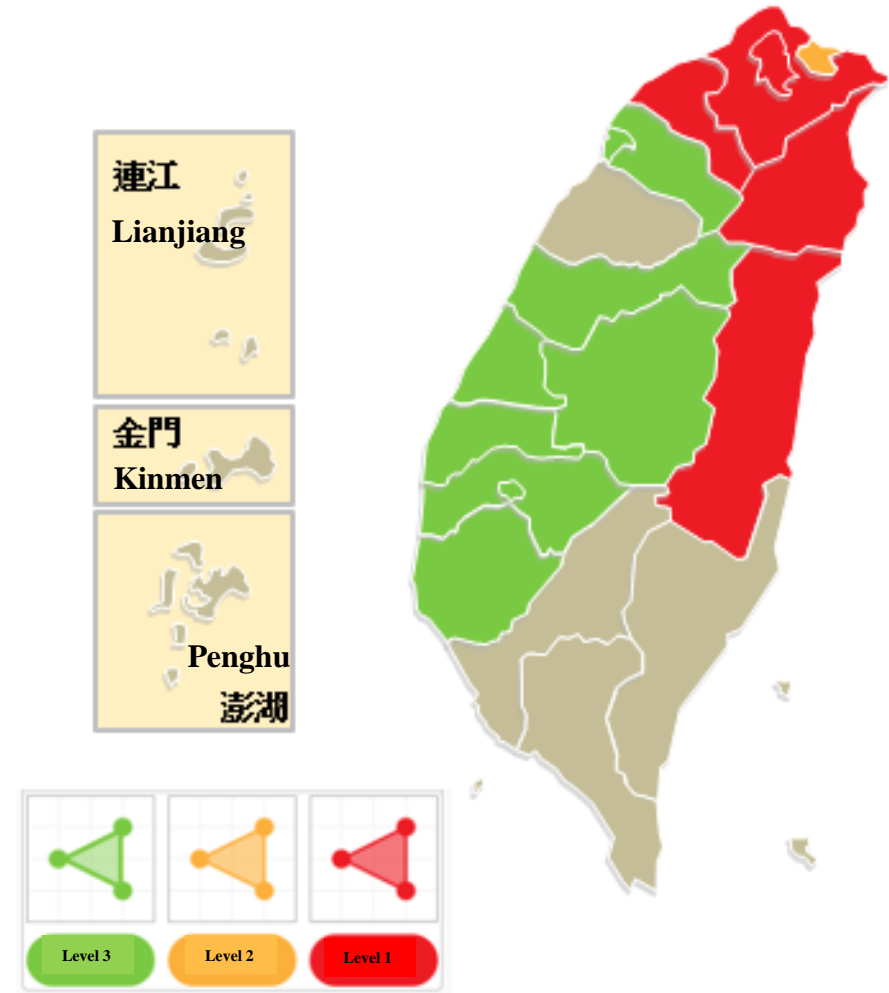 連江
Lianjiang
金門
Kinmen
Penghu
澎湖
Level 3
Level 2
Level 1